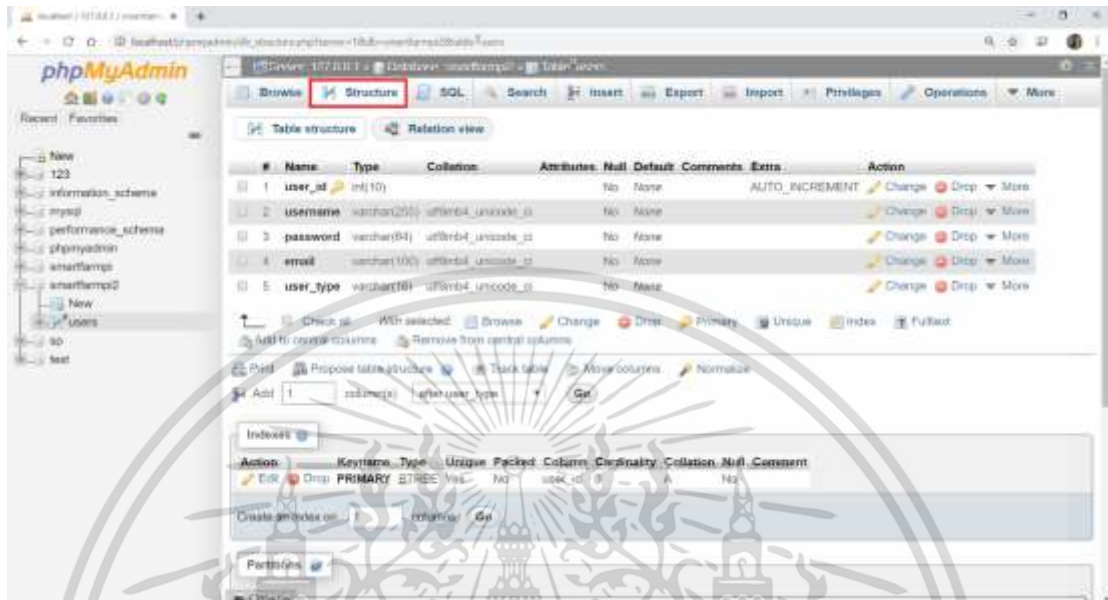 phpMyAdmin
Recent Favorites
New
123
information_schema
mysql
performance_schema
phpmyadmin
smartfarmpi
smartfarmpi2
New
users
test
Browse Structure SQL Search Insert Export Import Privileges Operations More
Table structure Relation view
# Name Type Collation Attributes Null Default Comments Extra Action
1 user_id int(10) No None AUTO_INCREMENT Change Drop More
2 username varchar(255) utf8mb4_unicode_ci No None Change Drop More
3 password varchar(64) utf8mb4_unicode_ci No None Change Drop More
4 email varchar(100) utf8mb4_unicode_ci No None Change Drop More
5 user_type varchar(16) utf8mb4_unicode_ci No None Change Drop More
Check all With selected: Browse Change Drop Primary Unique Index Fulltext
Add to central columns Remove from central columns
Print Propose table structure Track table Move columns Normalize
Add 1 column(s) after user_type Go
Indexes
Action Keyname Type Unique Packed Column Cardinality Collation Null Comment
Edit Drop PRIMARY BTREE Yes No user_id 0 A No
Create an index on 1 columns Go
Partitions